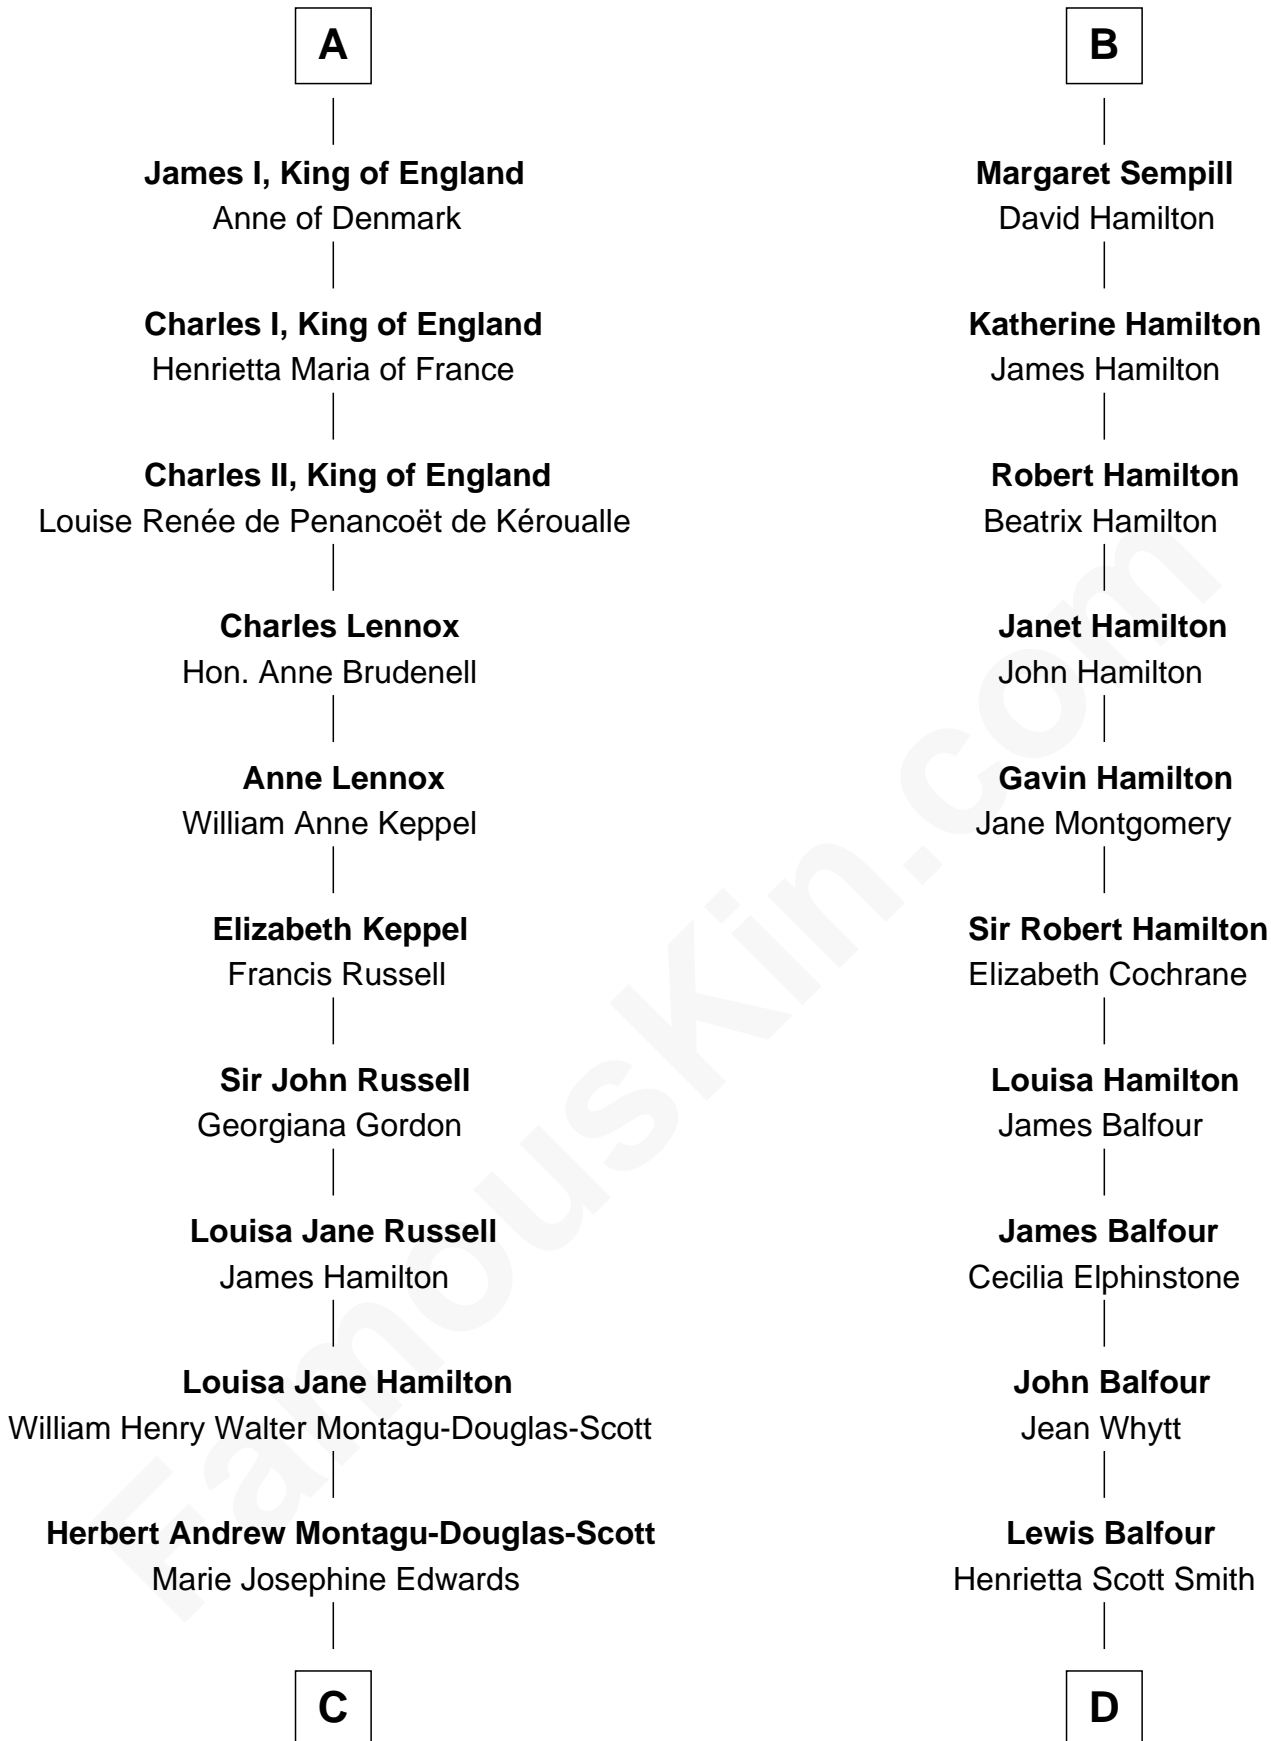 A
James I, King of England
Anne of Denmark
Charles I, King of England
Henrietta Maria of France
Charles II, King of England
Louise Renée de Penancoët de Kéroualle
Charles Lennox
Hon. Anne Brudenell
Anne Lennox
William Anne Keppel
Elizabeth Keppel
Francis Russell
Sir John Russell
Georgiana Gordon
Louisa Jane Russell
James Hamilton
Louisa Jane Hamilton
William Henry Walter Montagu-Douglas-Scott
Herbert Andrew Montagu-Douglas-Scott
Marie Josephine Edwards
C
B
Margaret Sempill
David Hamilton
Katherine Hamilton
James Hamilton
Robert Hamilton
Beatrix Hamilton
Janet Hamilton
John Hamilton
Gavin Hamilton
Jane Montgomery
Sir Robert Hamilton
Elizabeth Cochrane
Louisa Hamilton
James Balfour
James Balfour
Cecilia Elphinstone
John Balfour
Jean Whytt
Lewis Balfour
Henrietta Scott Smith
D
FamousKin.com